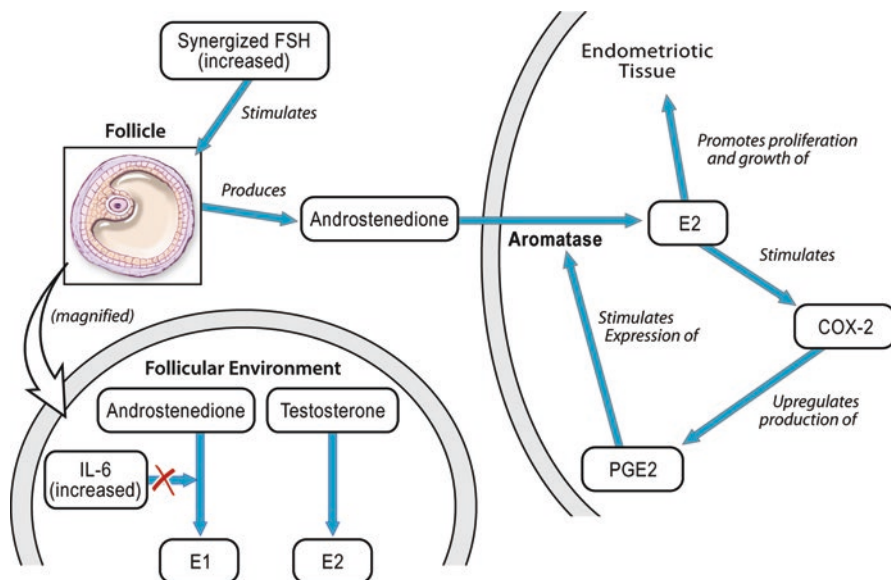 Synergized FSH
(increased)
Stimulates
Follicle
Produces
Androstenedione
(magnified)
Follicular Environment
Androstenedione
Testosterone
IL-6
(increased)
E1
E2
Endometriotic
Tissue
Promotes proliferation
and growth of
Aromatase
E2
Stimulates
COX-2
Stimulates
Expression of
Upregulates
production of
PGE2